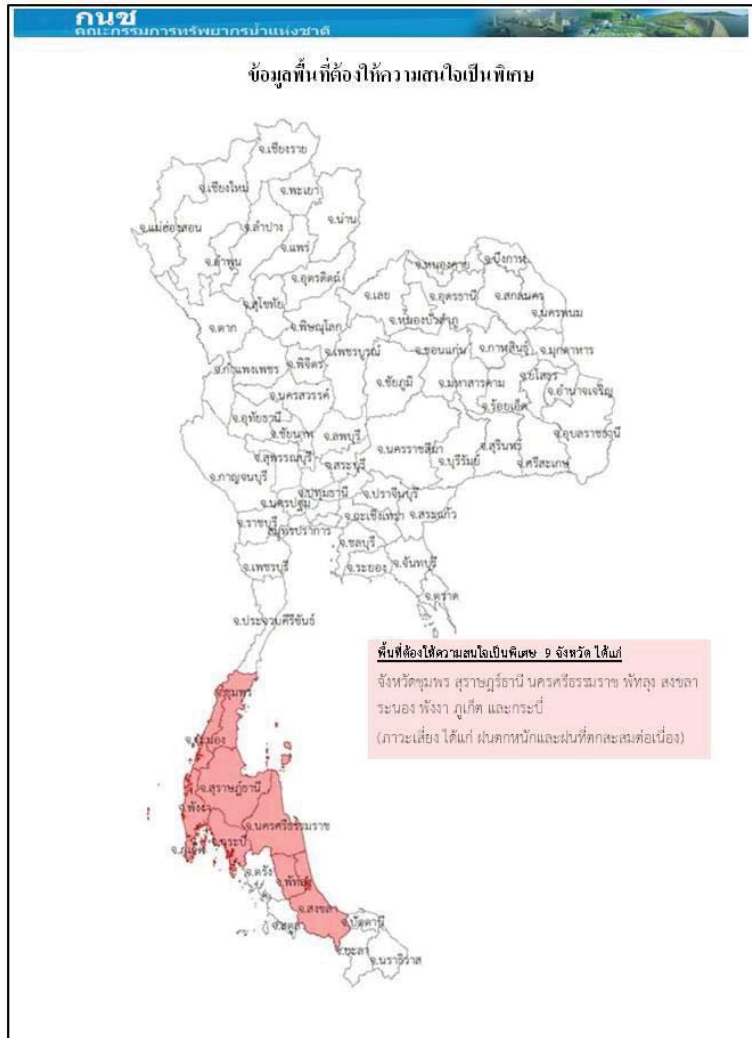 กนช
คณะกรรมการทรัพยากรน้ำแห่งชาติ
ข้อมูลพื้นที่ต้องให้ความสนใจเป็นพิเศษ
จ.เชียงราย
จ.เชียงใหม่
จ.พะเยา
จ.น่าน
จ.แม่ฮ่องสอน
จ.ลำปาง
จ.แพร่
จ.ลำพูน
จ.อุตรดิตถ์
จ.หนองคาย
จ.บึงกาฬ
จ.เลย
จ.อุดรธานี
จ.สกลนคร
จ.นครพนม
จ.สุโขทัย
จ.หนองบัวลำภู
จ.ตาก
จ.พิษณุโลก
จ.เพชรบูรณ์
จ.ขอนแก่น
จ.กาฬสินธุ์
จ.มุกดาหาร
จ.กำแพงเพชร
จ.พิจิตร
จ.ชัยภูมิ
จ.มหาสารคาม
จ.ยโสธร
จ.อำนาจเจริญ
จ.นครสวรรค์
จ.ร้อยเอ็ด
จ.อุทัยธานี
จ.ชัยนาท
จ.ลพบุรี
จ.นครราชสีมา
จ.บุรีรัมย์
จ.สุรินทร์
จ.ศรีสะเกษ
จ.อุบลราชธานี
จ.สุพรรณบุรี
จ.สระบุรี
จ.กาญจนบุรี
จ.ปทุมธานี
จ.ปราจีนบุรี
จ.นครปฐม
จ.ฉะเชิงเทรา
จ.สระแก้ว
จ.ราชบุรี
สมุทรปราการ
จ.ชลบุรี
จ.เพชรบุรี
จ.ระยอง
จ.จันทบุรี
จ.ตราด
จ.ประจวบคีรีขันธ์
พื้นที่ต้องให้ความสนใจเป็นพิเศษ 9 จังหวัด ได้แก่
จังหวัดชุมพร สุราษฎร์ธานี นครศรีธรรมราช พัทลุง สงขลา
ระนอง พังงา ภูเก็ต และกระบี่
(ภาวะเสี่ยง ได้แก่ ฝนตกหนักและฝนที่ตกสะสมต่อเนื่อง)
จ.ชุมพร
จ.ระนอง
จ.สุราษฎร์ธานี
จ.พังงา
จ.นครศรีธรรมราช
จ.กระบี่
จ.ภูเก็ต
จ.ตรัง
จ.พัทลุง
จ.สงขลา
จ.ปัตตานี
จ.สตูล
จ.ยะลา
จ.นราธิวาส